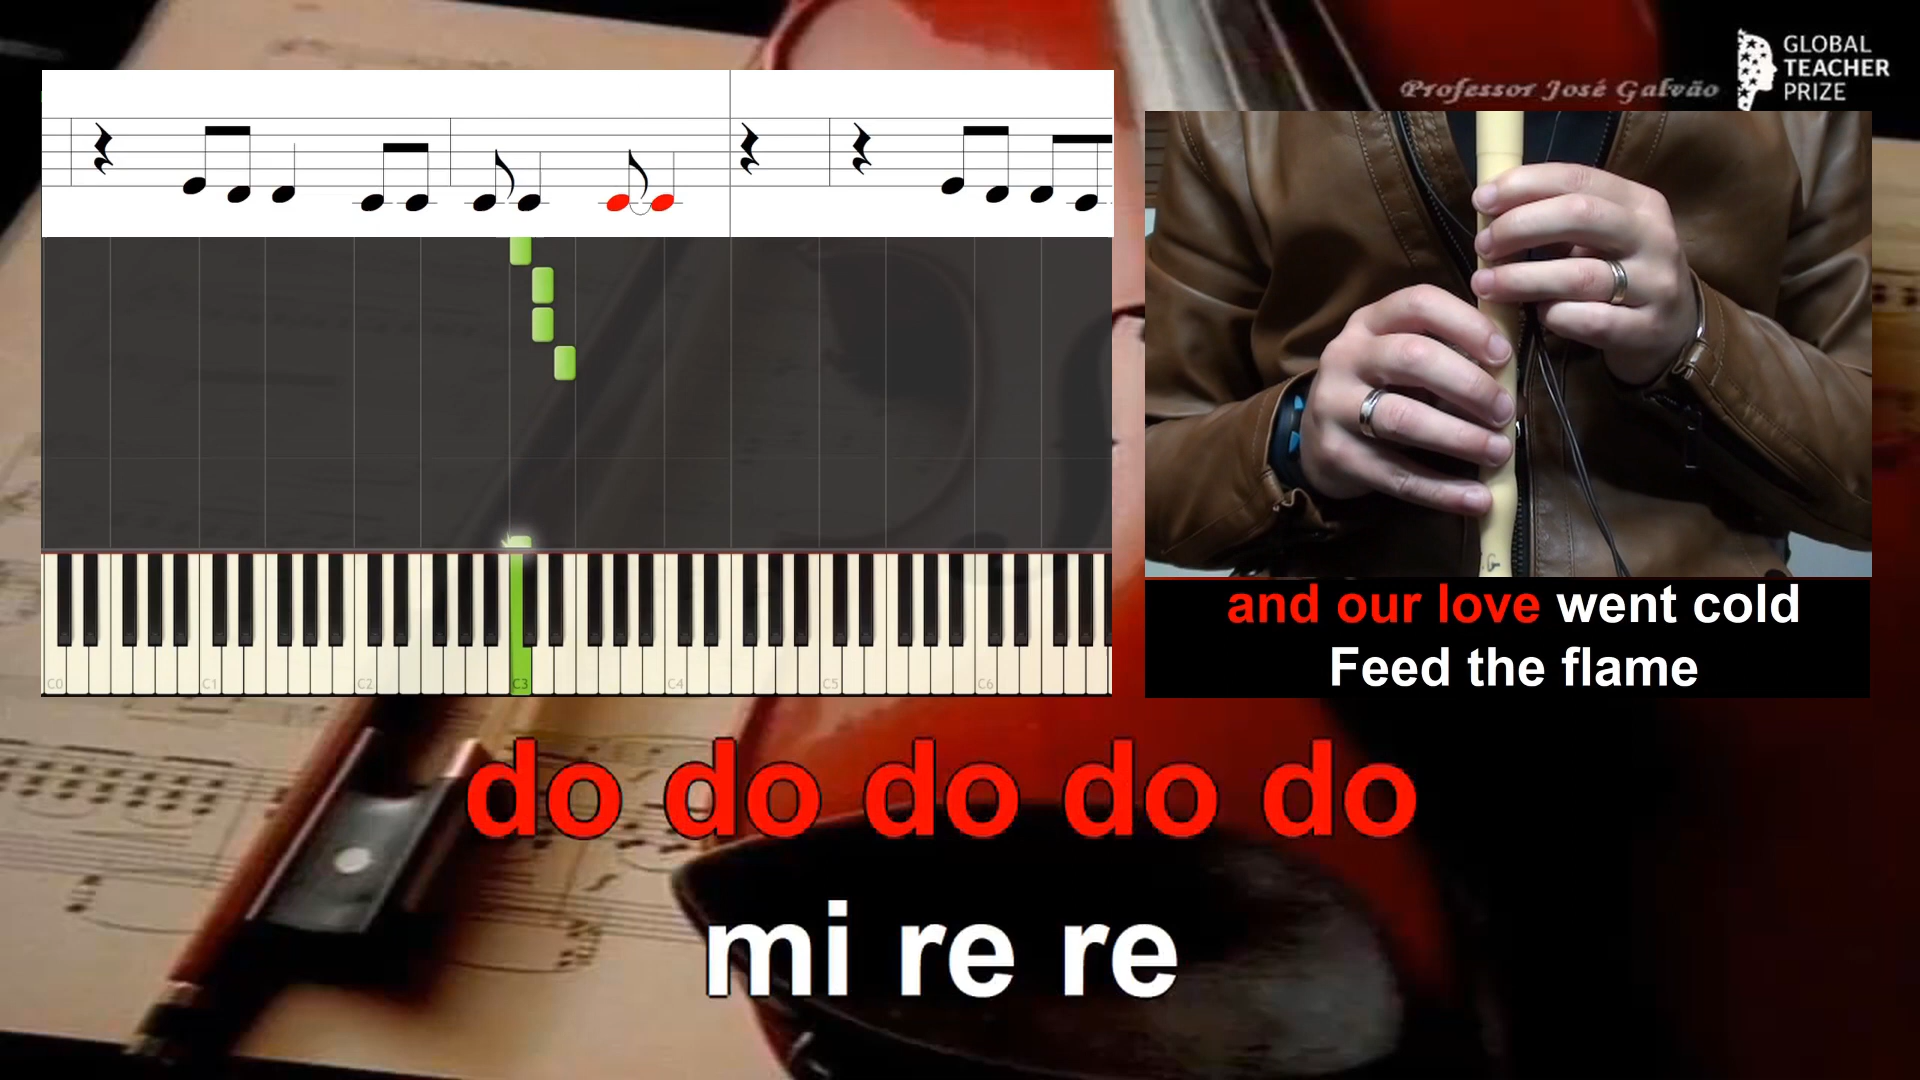 Professor José Galvão
GLOBAL
TEACHER
PRIZE
C0 C1 C2 C3 C4 C5 C6
and our love went cold
Feed the flame
do do do do do
mi re re